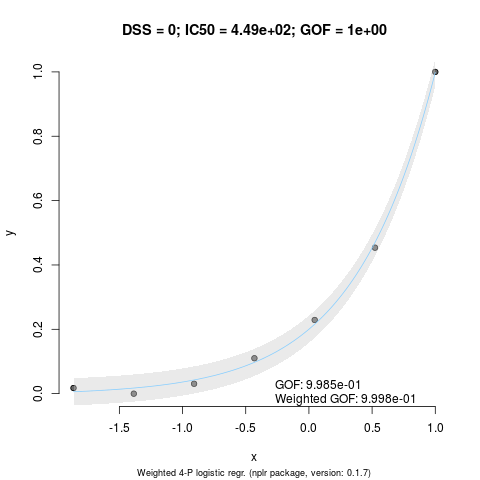 DSS = 0; IC50 = 4.49e+02; GOF = 1e+00
1.0
0.8
0.6
0.4
0.2
0.0
y
GOF: 9.985e-01
Weighted GOF: 9.998e-01
-1.5 -1.0 -0.5 0.0 0.5 1.0
x
Weighted 4-P logistic regr. (nplr package, version: 0.1.7)